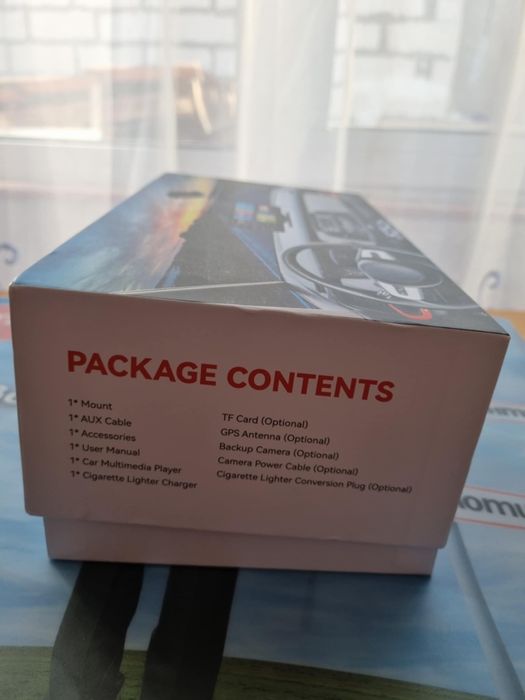 PACKAGE CONTENTS
1* Mount
1* AUX Cable
1* Accessories
1* User Manual
1* Car Multimedia Player
1* Cigarette Lighter Charger
TF Card (Optional)
GPS Antenna (Optional)
Backup Camera (Optional)
Camera Power Cable (Optional)
Cigarette Lighter Conversion Plug (Optional)